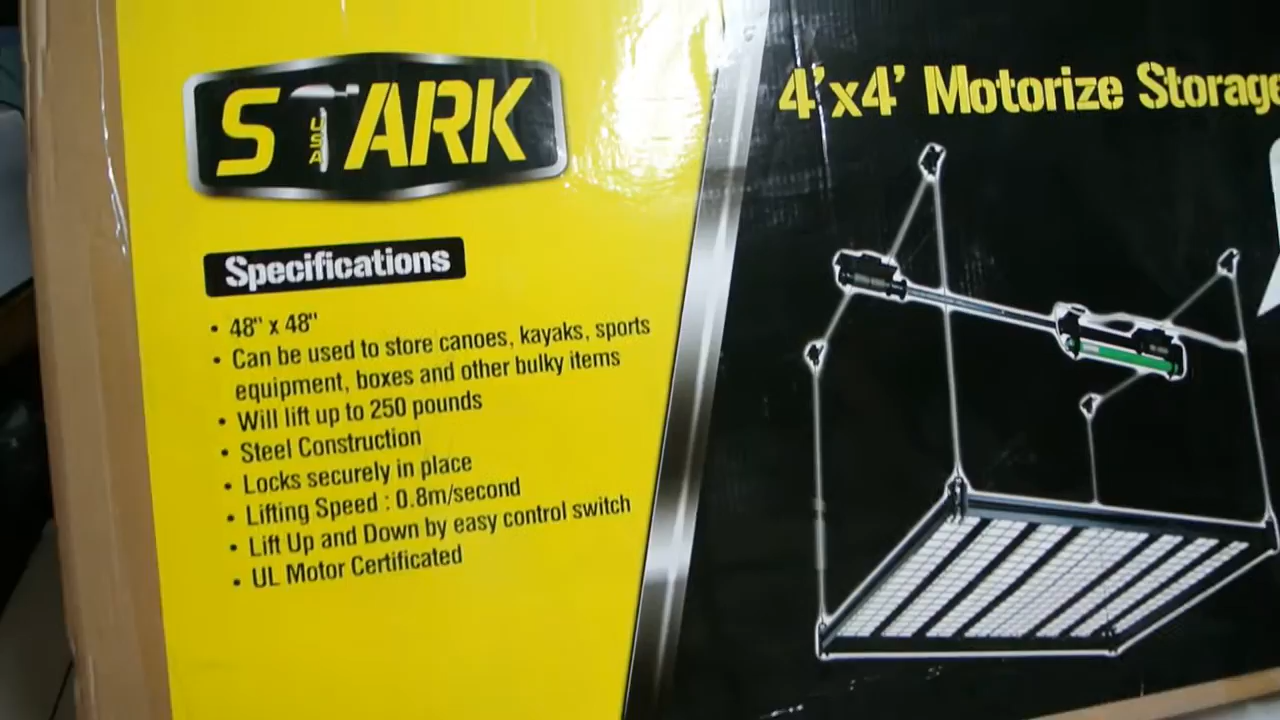 STARK
USA
4'x4' Motorize Storage
Specifications
• 48" x 48"
• Can be used to store canoes, kayaks, sports
equipment, boxes and other bulky items
• Will lift up to 250 pounds
• Steel Construction
• Locks securely in place
• Lifting Speed : 0.8m/second
• Lift Up and Down by easy control switch
• UL Motor Certificated